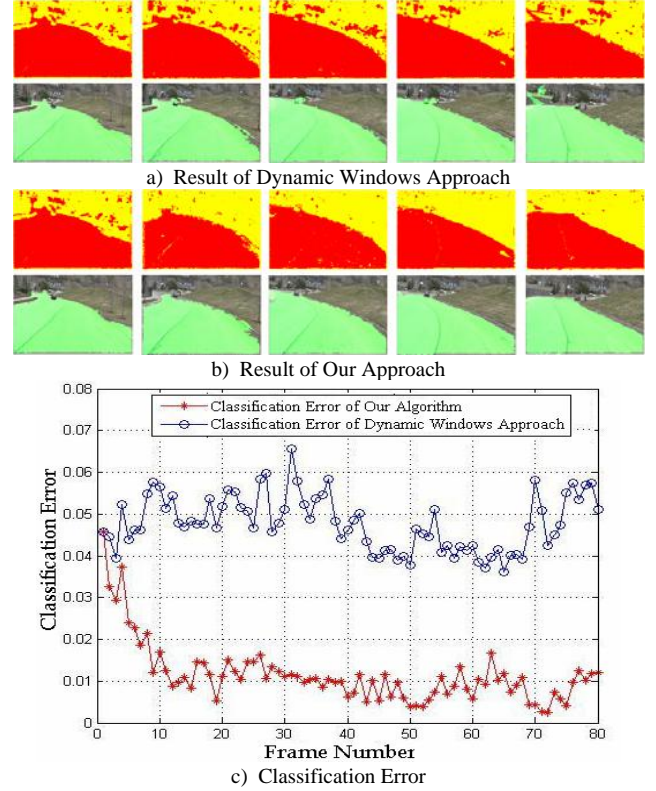 a) Result of Dynamic Windows Approach
b) Result of Our Approach
0.08
Classification Error of Our Algorithm
Classification Error of Dynamic Windows Approach
0.07
0.06
0.05
0.04
0.03
0.02
0.01
0
Classification Error
0 10 20 30 40 50 60 70 80
Frame Number
c) Classification Error